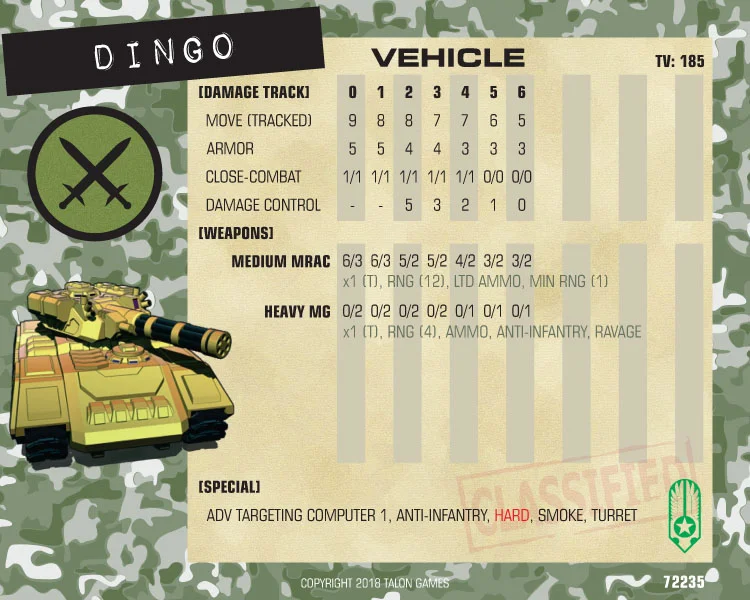 DINGO
VEHICLE TV: 185
[DAMAGE TRACK] 0 1 2 3 4 5 6
MOVE (TRACKED) 9 8 8 7 7 6 5
ARMOR 5 5 4 4 3 3 3
CLOSE-COMBAT 1/1 1/1 1/1 1/1 1/1 0/0 0/0
DAMAGE CONTROL - - 5 3 2 1 0
[WEAPONS]
MEDIUM MRAC 6/3 6/3 5/2 5/2 4/2 3/2 3/2
x1 (T), RNG (12), LTD AMMO, MIN RNG (1)
HEAVY MG 0/2 0/2 0/2 0/2 0/1 0/1 0/1
x1 (T), RNG (4), AMMO, ANTI-INFANTRY, RAVAGE
CLASSIFIED
[SPECIAL]
ADV TARGETING COMPUTER 1, ANTI-INFANTRY, HARD, SMOKE, TURRET
COPYRIGHT 2018 TALON GAMES 72235